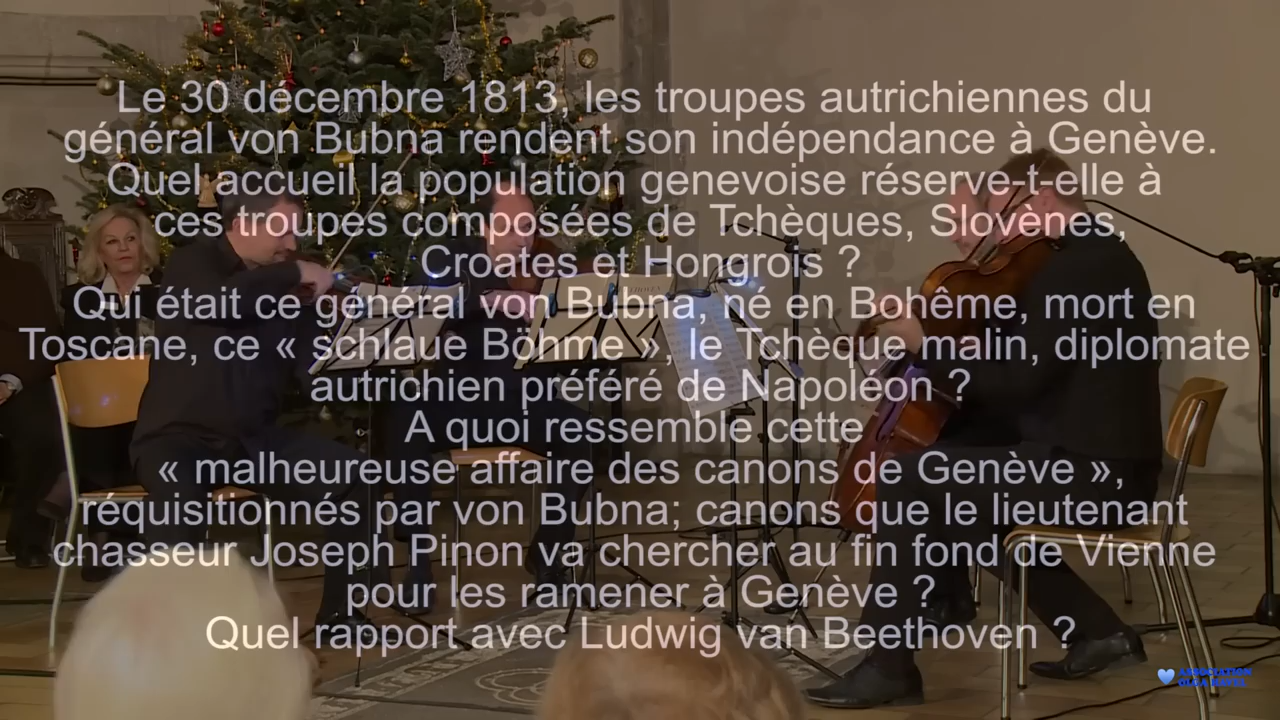 Le 30 décembre 1813, les troupes autrichiennes du
général von Bubna rendent son indépendance à Genève.
Quel accueil la population genevoise réserve-t-elle à
ces troupes composées de Tchèques, Slovènes,
Croates et Hongrois ?
Qui était ce général von Bubna, né en Bohême, mort en
Toscane, ce « schlaue Böhme », le Tchèque malin, diplomate
autrichien préféré de Napoléon ?
A quoi ressemble cette
« malheureuse affaire des canons de Genève »,
réquisitionnés par von Bubna; canons que le lieutenant
chasseur Joseph Pinon va chercher au fin fond de Vienne
pour les ramener à Genève ?
Quel rapport avec Ludwig van Beethoven ?
ASSOCIATION
OLGA HAVEL